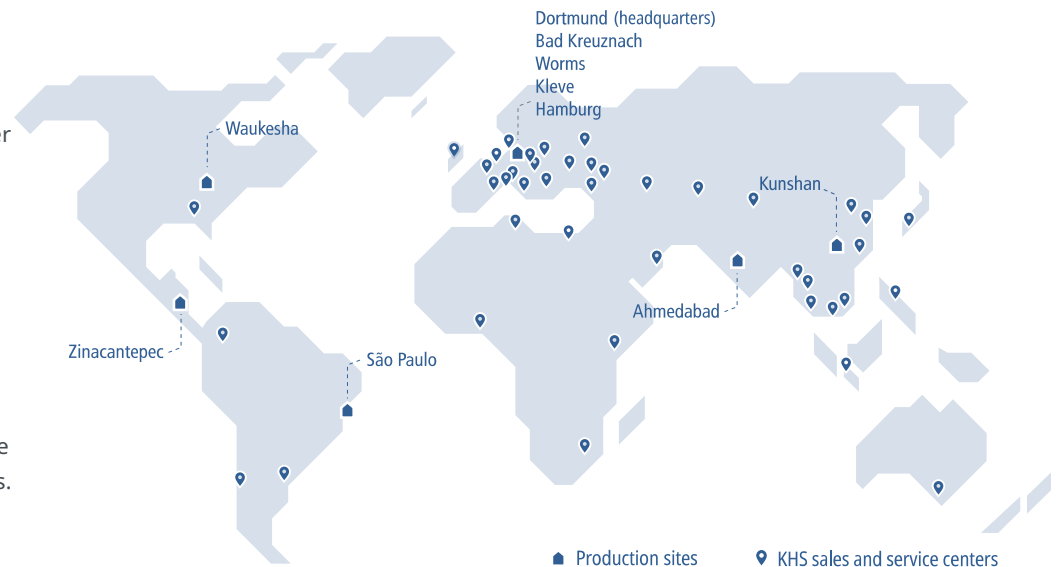 Dortmund (headquarters)
Bad Kreuznach
Worms
Kleve
Hamburg
er
Waukesha
Kunshan
Ahmedabad
Zinacantepec
São Paulo
e
s.
Production sites
KHS sales and service centers